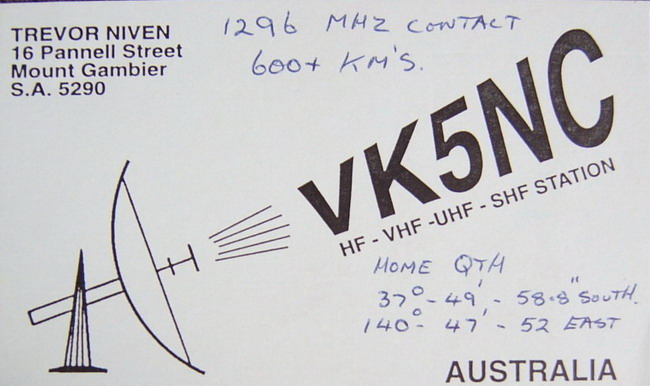 TREVOR NIVEN
16 Pannell Street
Mount Gambier
S.A. 5290
1296 MHZ CONTACT
600+ KM'S.
VK5NC
HF - VHF -UHF - SHF STATION
HOME QTH
37° - 49' - 58.8" SOUTH.
140° - 47' - 52 EAST
AUSTRALIA